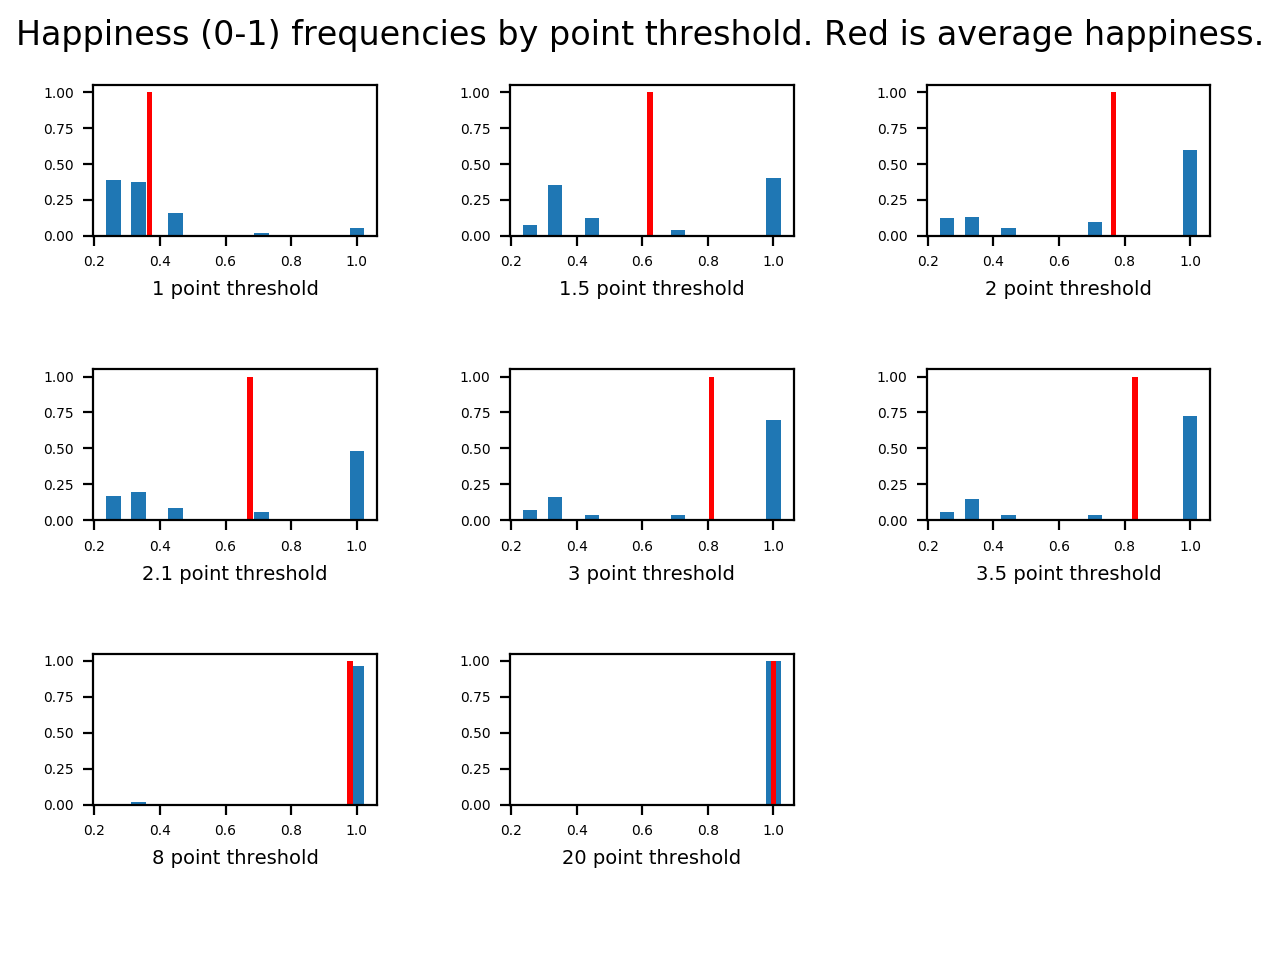 Happiness (0-1) frequencies by point threshold. Red is average happiness.
1.00 1.00 1.00
0.75 0.75 0.75
0.50 0.50 0.50
0.25 0.25 0.25
0.00 0.00 0.00
0.2 0.4 0.6 0.8 1.0 0.2 0.4 0.6 0.8 1.0 0.2 0.4 0.6 0.8 1.0
1 point threshold 1.5 point threshold 2 point threshold
1.00 1.00 1.00
0.75 0.75 0.75
0.50 0.50 0.50
0.25 0.25 0.25
0.00 0.00 0.00
0.2 0.4 0.6 0.8 1.0 0.2 0.4 0.6 0.8 1.0 0.2 0.4 0.6 0.8 1.0
2.1 point threshold 3 point threshold 3.5 point threshold
1.00 1.00
0.75 0.75
0.50 0.50
0.25 0.25
0.00 0.00
0.2 0.4 0.6 0.8 1.0 0.2 0.4 0.6 0.8 1.0
8 point threshold 20 point threshold